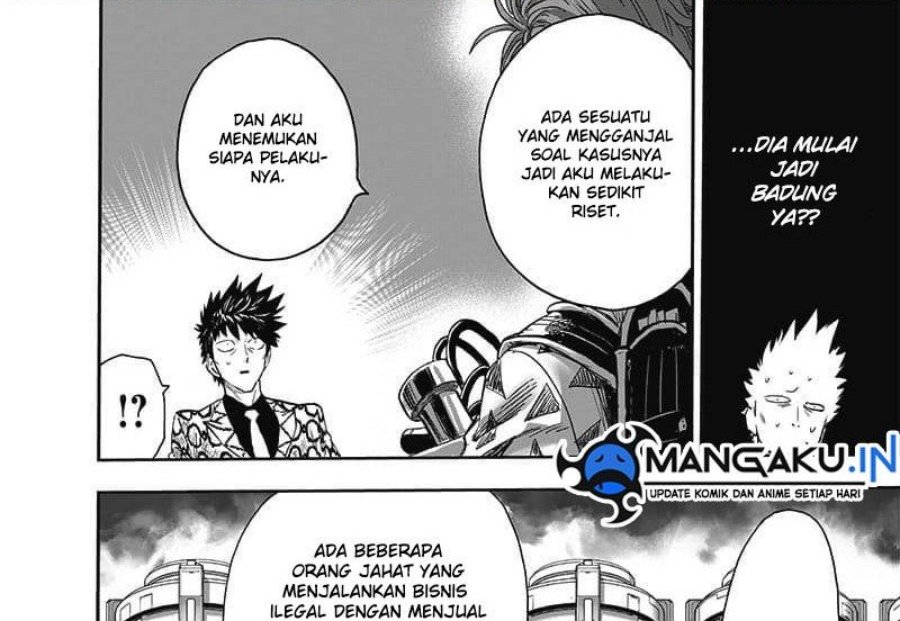 ...DIA MULAI
JADI
BADUNG
YA??
ADA SESUATU
YANG MENGGANJAL
SOAL KASUSNYA
JADI AKU MELAKU-
KAN SEDIKIT
RISET.
DAN AKU
MENEMUKAN
SIAPA PELAKU-
NYA.
!?
MANGAKU.IN
UPDATE KOMIK DAN ANIME SETIAP HARI
ADA BEBERAPA
ORANG JAHAT YANG
MENJALANKAN BISNIS
ILEGAL DENGAN MENJUAL